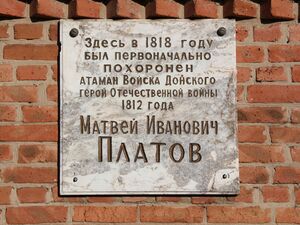 Здесь в 1818 году
был первоначально
похоронен
атаман Войска Донского
герой Отечественной войны
1812 года
Матвей Иванович
Платов